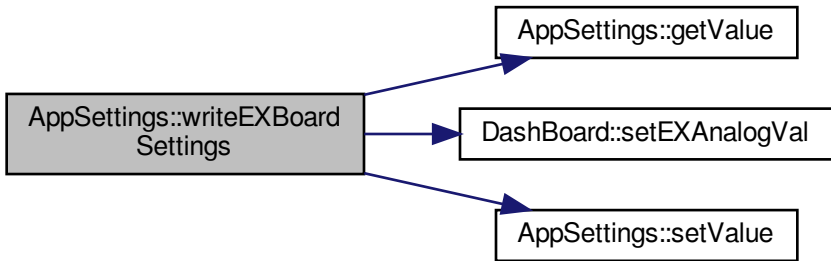 AppSettings::writeEXBoard
Settings
AppSettings::getValue
DashBoard::setEXAnalogVal
AppSettings::setValue